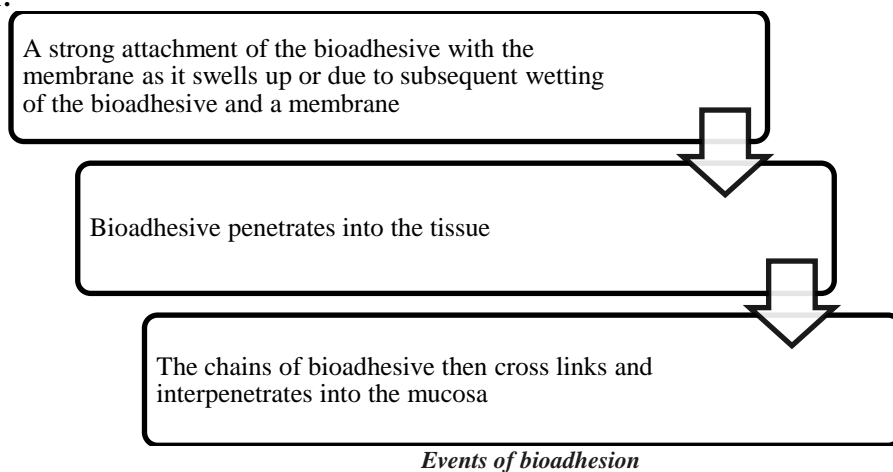 A strong attachment of the bioadhesive with the
membrane as it swells up or due to subsequent wetting
of the bioadhesive and a membrane
Bioadhesive penetrates into the tissue
The chains of bioadhesive then cross links and
interpenetrates into the mucosa
Events of bioadhesion